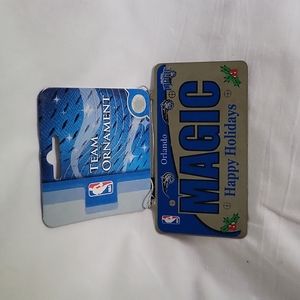 TEAM
ORNAMENT
Orlando
MAGIC
Happy Holidays